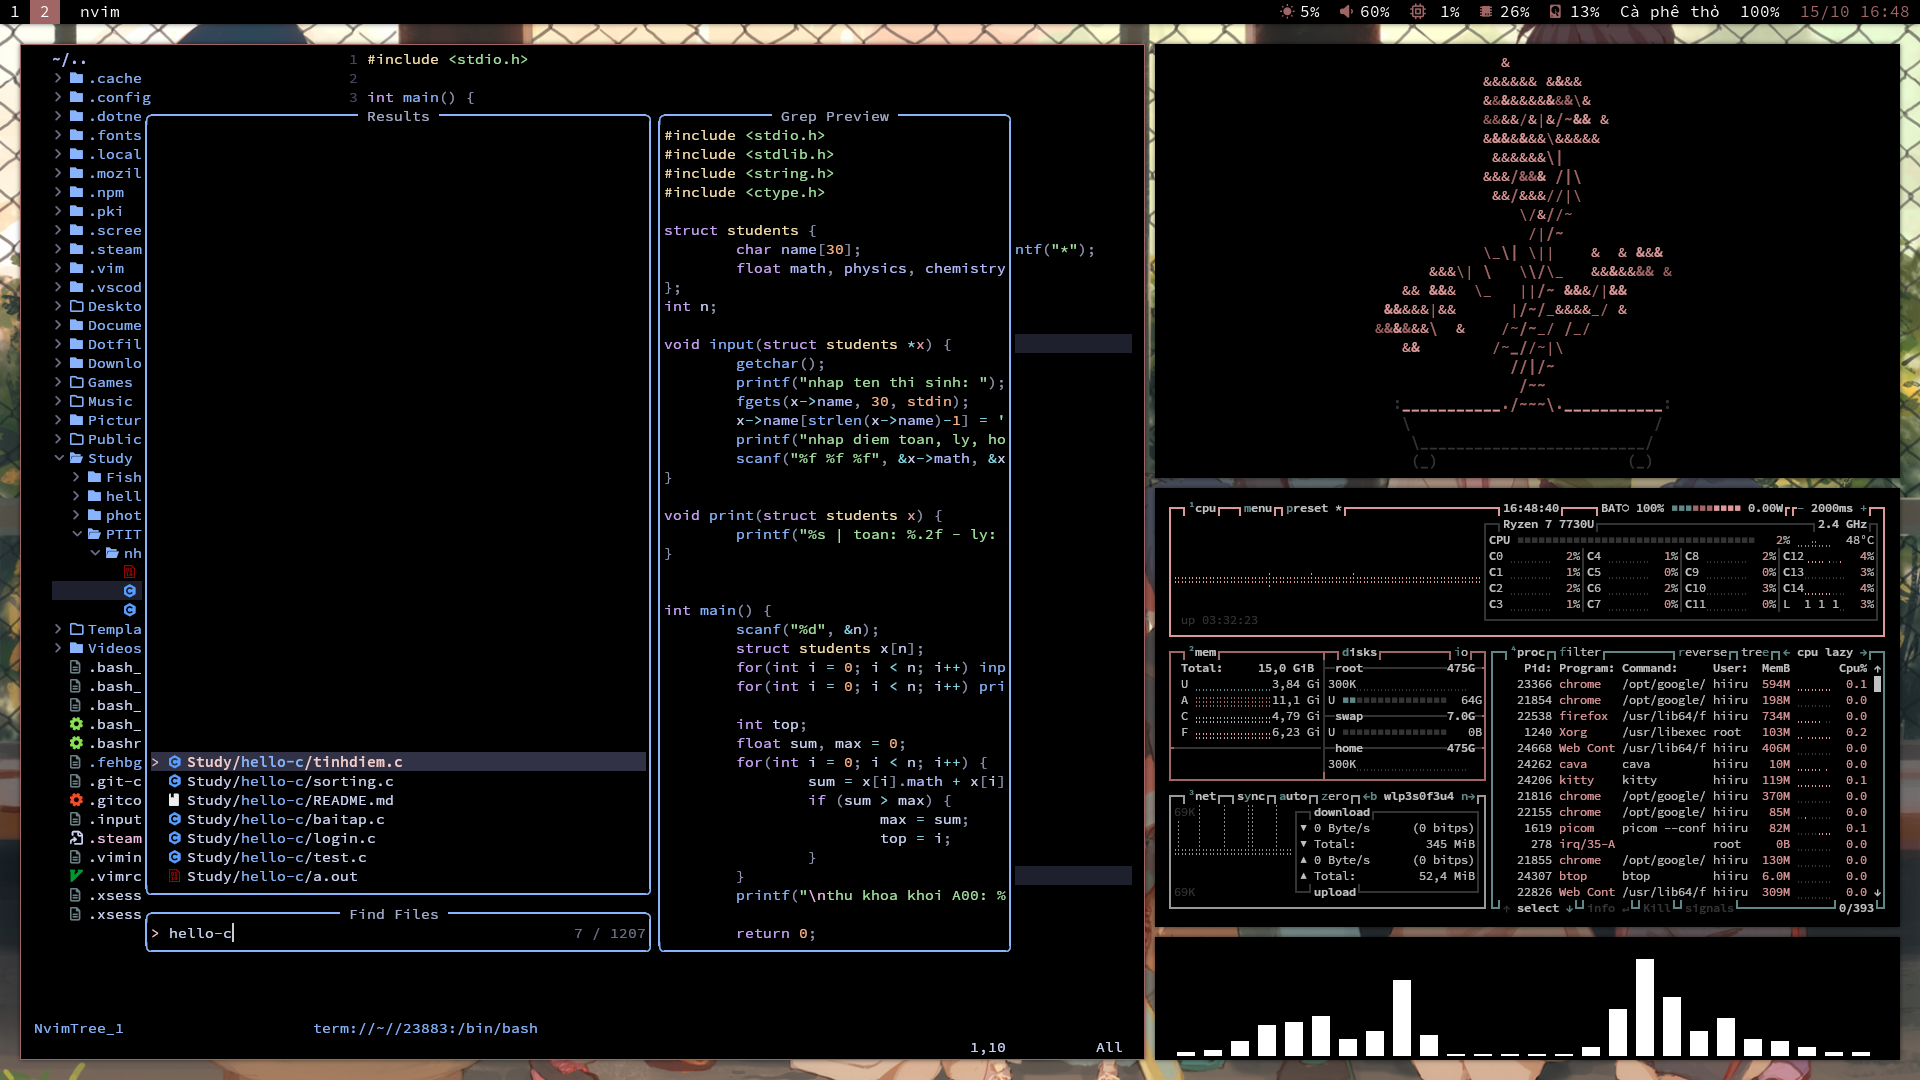 1 2 nvim
5% 60% 1% 26% 13% Cà phê thỏ 100% 15/10 16:48
~/..
.cache
.config
.dotne
.fonts
.local
.mozil
.npm
.pki
.scree
.steam
.vim
.vscod
Deskto
Docume
Dotfil
Downlo
Games
Music
Pictur
Public
Study
Fish
hell
phot
PTIT
nh
Templa
Videos
.bash_
.bash_
.bash_
.bash_
.bashr
.fehbg
.git-c
.gitco
.input
.steam
.vimin
.vimrc
.xsess
.xsess
1 #include <stdio.h>
2
3 int main() {
ntf("*");
Results
> Study/hello-c/tinhdiem.c
Study/hello-c/sorting.c
Study/hello-c/README.md
Study/hello-c/baitap.c
Study/hello-c/login.c
Study/hello-c/test.c
Study/hello-c/a.out
Find Files
> hello-c 7 / 1207
Grep Preview
#include <stdio.h>
#include <stdlib.h>
#include <string.h>
#include <ctype.h>
struct students {
char name[30];
float math, physics, chemistry
};
int n;
void input(struct students *x) {
getchar();
printf("nhap ten thi sinh: ");
fgets(x->name, 30, stdin);
x->name[strlen(x->name)-1] = '
printf("nhap diem toan, ly, ho
scanf("%f %f %f", &x->math, &x
}
void print(struct students x) {
printf("%s | toan: %.2f - ly:
}
int main() {
scanf("%d", &n);
struct students x[n];
for(int i = 0; i < n; i++) inp
for(int i = 0; i < n; i++) pri
int top;
float sum, max = 0;
for(int i = 0; i < n; i++) {
sum = x[i].math + x[i]
if (sum > max) {
max = sum;
top = i;
}
}
printf("\nthu khoa khoi A00: %
return 0;
NvimTree_1 term://~//23883:/bin/bash
1,10 All
¹cpu menu preset * 16:48:40 BAT 100% 0.00W - 2000ms +
Ryzen 7 7730U 2.4 GHz
CPU 2% 48°C
C0 2% C4 1% C8 2% C12 4%
C1 1% C5 0% C9 0% C13 3%
C2 2% C6 2% C10 3% C14 4%
C3 1% C7 0% C11 0% L 1 1 1 3%
up 03:32:23
²mem disks io
Total: 15,0 GiB
U 3,84 Gi
A 11,1 Gi
C 4,79 Gi
F 6,23 Gi
root 475G
300K
U 64G
swap 7.0G
U 0B
home 475G
300K
³net sync auto zero ←b wlp3s0f3u4 n→
69K
69K
download
▼ 0 Byte/s (0 bitps)
▼ Total: 345 MiB
▲ 0 Byte/s (0 bitps)
▲ Total: 52,4 MiB
upload
⁴proc filter reverse tree ← cpu lazy →
Pid: Program: Command: User: MemB Cpu% ↑
23366 chrome /opt/google/ hiiru 594M 0.1
21854 chrome /opt/google/ hiiru 198M 0.0
22538 firefox /usr/lib64/f hiiru 734M 0.0
1240 Xorg /usr/libexec root 103M 0.2
24668 Web Cont /usr/lib64/f hiiru 406M 0.0
24262 cava cava hiiru 10M 0.0
24206 kitty kitty hiiru 119M 0.1
21816 chrome /opt/google/ hiiru 370M 0.0
22155 chrome /opt/google/ hiiru 85M 0.0
1619 picom picom --conf hiiru 82M 0.1
278 irq/35-A root 0B 0.0
21855 chrome /opt/google/ hiiru 130M 0.0
24307 btop btop hiiru 6.0M 0.0
22826 Web Cont /usr/lib64/f hiiru 309M 0.0 ↓
↑ select ↓ info ↵ Kill signals 0/393